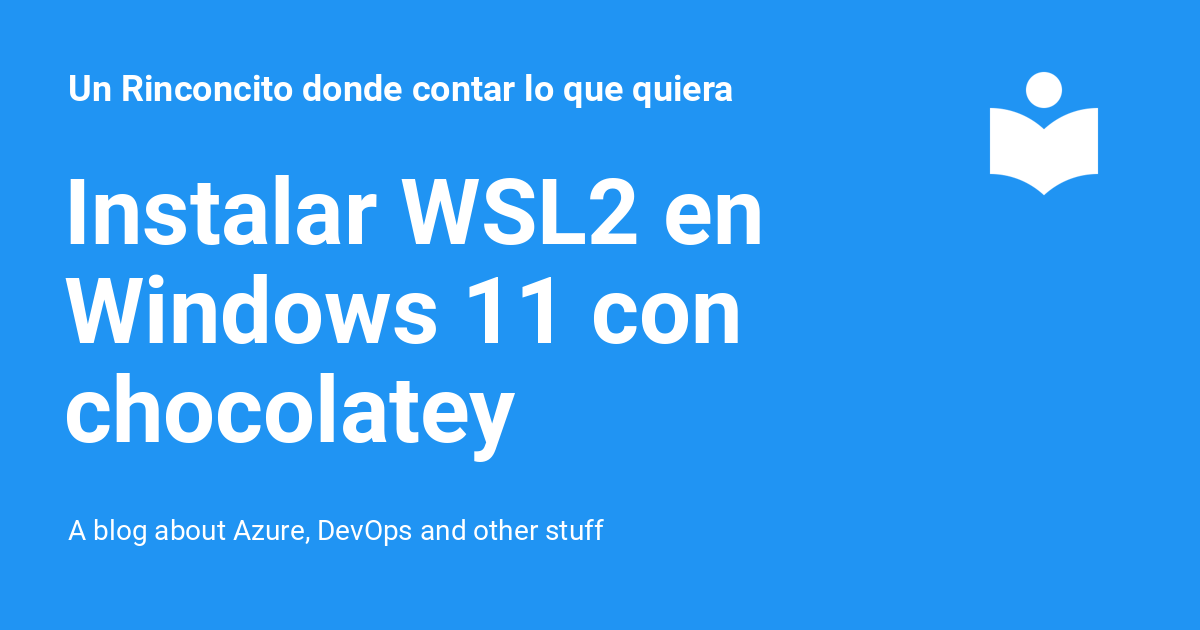 Un Rinconcito donde contar lo que quiera
Instalar WSL2 en
Windows 11 con
chocolatey
A blog about Azure, DevOps and other stuff